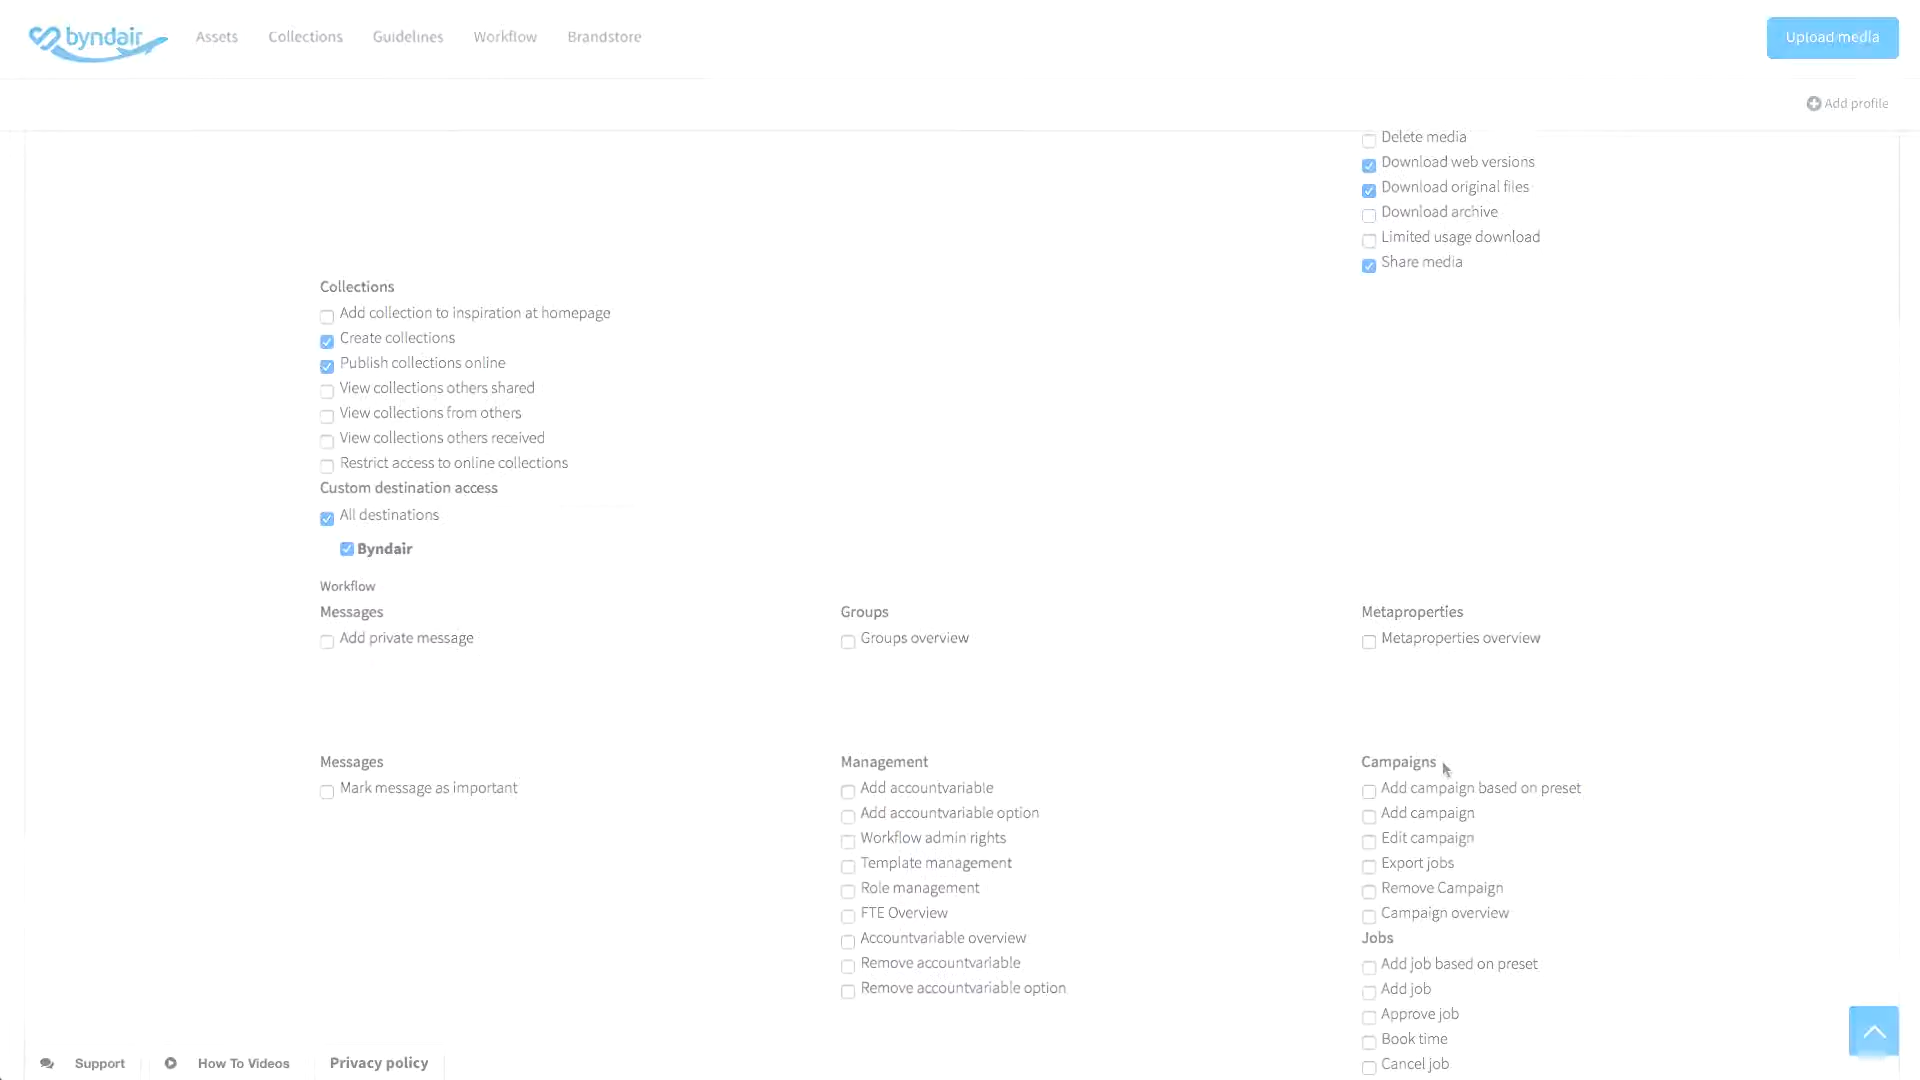 byndair
Assets
Collections
Guidelines
Workflow
Brandstore
Upload media
Add profile
Delete media
Download web versions
Download original files
Download archive
Limited usage download
Share media
Collections
Add collection to inspiration at homepage
Create collections
Publish collections online
View collections others shared
View collections from others
View collections others received
Restrict access to online collections
Custom destination access
All destinations
Byndair
Workflow
Messages
Add private message
Groups
Groups overview
Metaproperties
Metaproperties overview
Messages
Mark message as important
Management
Add accountvariable
Add accountvariable option
Workflow admin rights
Template management
Role management
FTE Overview
Accountvariable overview
Remove accountvariable
Remove accountvariable option
Campaigns
Add campaign based on preset
Add campaign
Edit campaign
Export jobs
Remove Campaign
Campaign overview
Jobs
Add job based on preset
Add job
Approve job
Book time
Cancel job
Support
How To Videos
Privacy policy